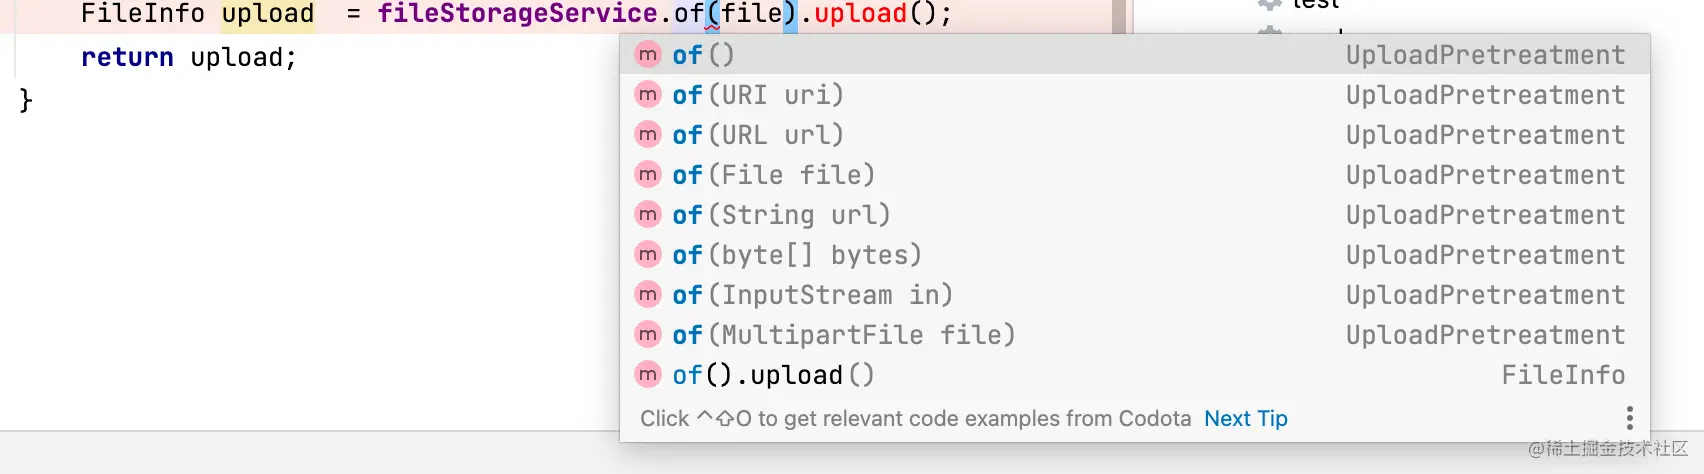 FileInfo upload = fileStorageService.of(file).upload();
test
return upload;
}
m of() UploadPretreatment
m of(URI uri) UploadPretreatment
m of(URL url) UploadPretreatment
m of(File file) UploadPretreatment
m of(String url) UploadPretreatment
m of(byte[] bytes) UploadPretreatment
m of(InputStream in) UploadPretreatment
m of(MultipartFile file) UploadPretreatment
m of().upload() FileInfo
Click ^⇧O to get relevant code examples from Codota Next Tip
@稀土掘金技术社区